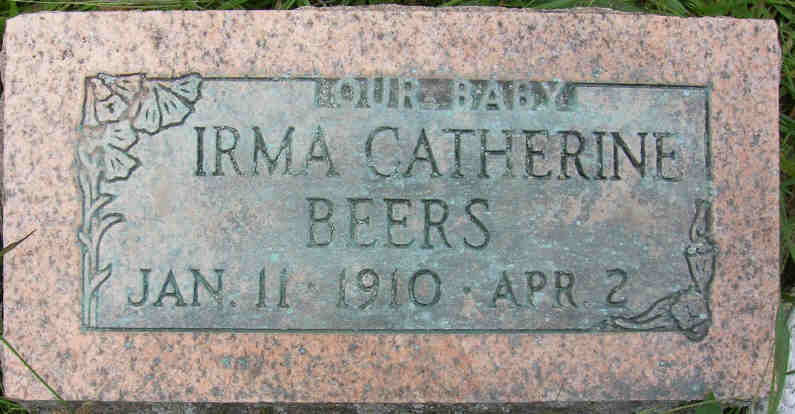 OUR BABY
IRMA CATHERINE
BEERS
JAN. 11 · 1910 · APR. 2